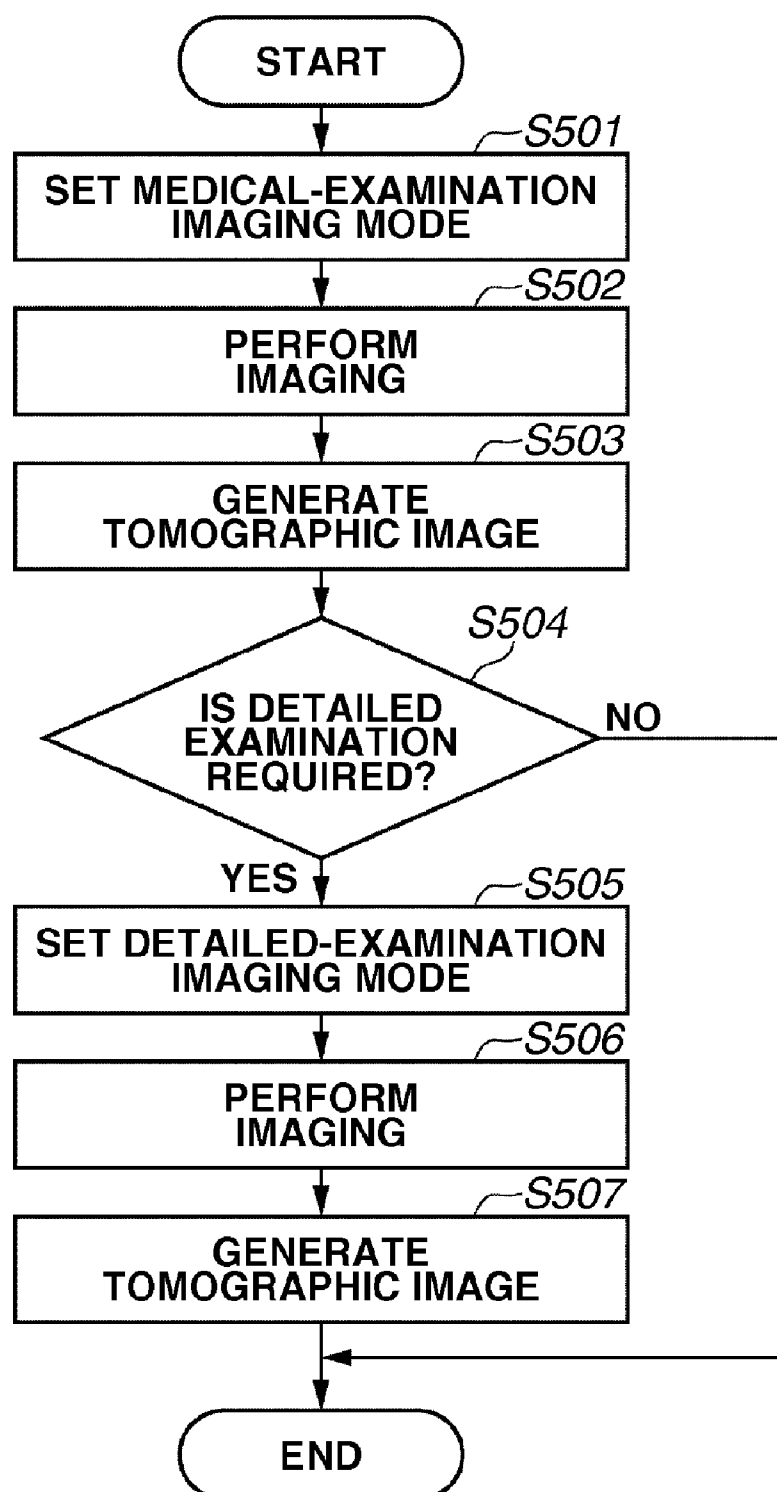 START
S501
SET MEDICAL-EXAMINATION
IMAGING MODE
S502
PERFORM
IMAGING
S503
GENERATE
TOMOGRAPHIC IMAGE
S504
IS DETAILED
EXAMINATION
REQUIRED?
NO
YES
S505
SET DETAILED-EXAMINATION
IMAGING MODE
S506
PERFORM
IMAGING
S507
GENERATE
TOMOGRAPHIC IMAGE
END